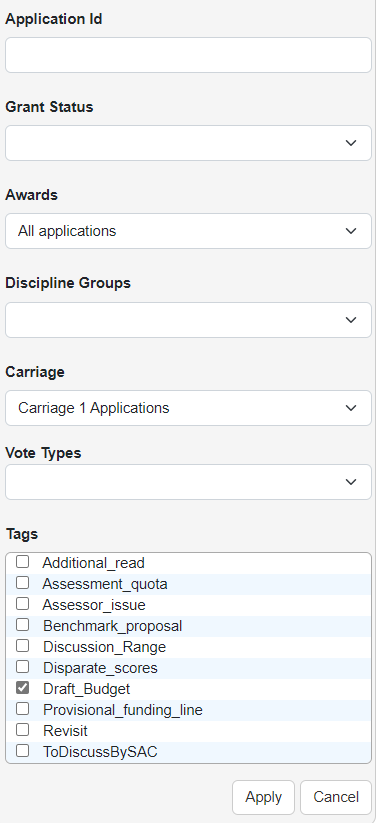 Application Id
Grant Status
Awards
All applications
Discipline Groups
Carriage
Carriage 1 Applications
Vote Types
Tags
Additional_read
Assessment_quota
Assessor_issue
Benchmark_proposal
Discussion_Range
Disparate_scores
Draft_Budget
Provisional_funding_line
Revisit
ToDiscussBySAC
Apply Cancel